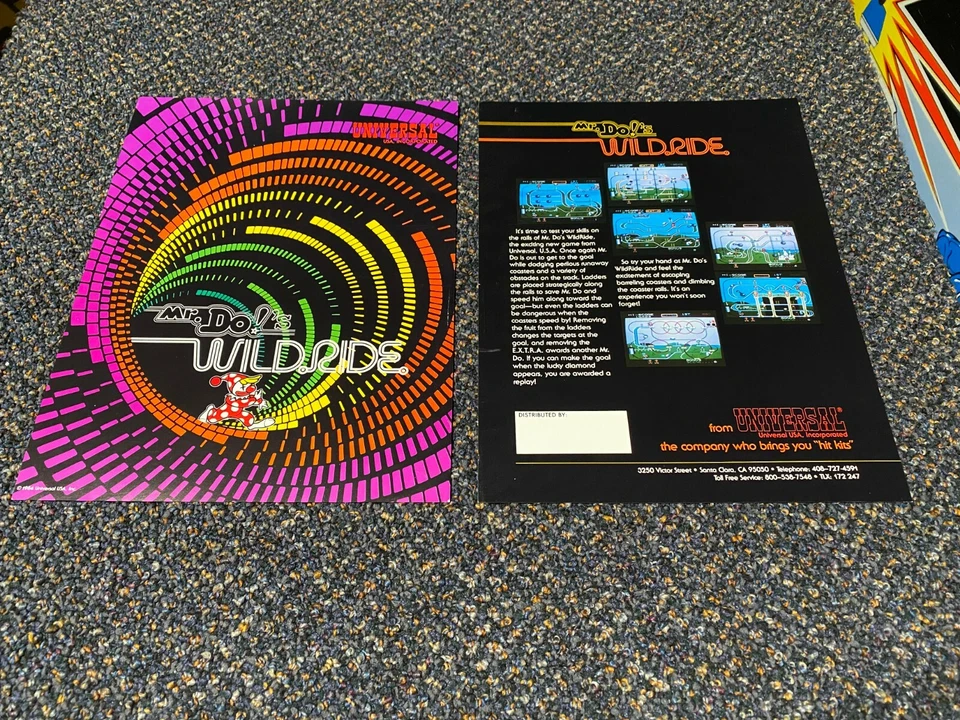 UNIVERSAL®
USA, INCORPORATED
Mr. Do!'s
WILD RIDE
© 1984 Universal USA, Inc.
Mr. Do!'s
WILD RIDE
It's time to test your skills on
the rails of Mr. Do's WildRide,
the exciting new game from
Universal, U.S.A. Once again Mr.
Do is out to get to the goal
while dodging perilous runaway
coasters and a variety of
obstacles on the track. Ladders
are placed strategically along
the rails to save Mr. Do and
speed him along toward the
goal—but even the ladders can
be dangerous when the
coasters speed by! Removing
the fruit from the ladders
changes the targets at the
goal, and removing the
E.X.T.R.A. awards another Mr.
Do. If you can make the goal
when the lucky diamond
appears, you are awarded a
replay!
So try your hand at Mr. Do's
WildRide and feel the
excitement of escaping
barreling coasters and climbing
the coaster rails. It's an
experience you won't soon
forget!
DISTRIBUTED BY:
from UNIVERSAL®
Universal USA, Incorporated
the company who brings you "hit kits"
3250 Victor Street • Santa Clara, CA 95050 • Telephone: 408-727-4591
Toll Free Service: 800-538-7548 • TLX: 172 247